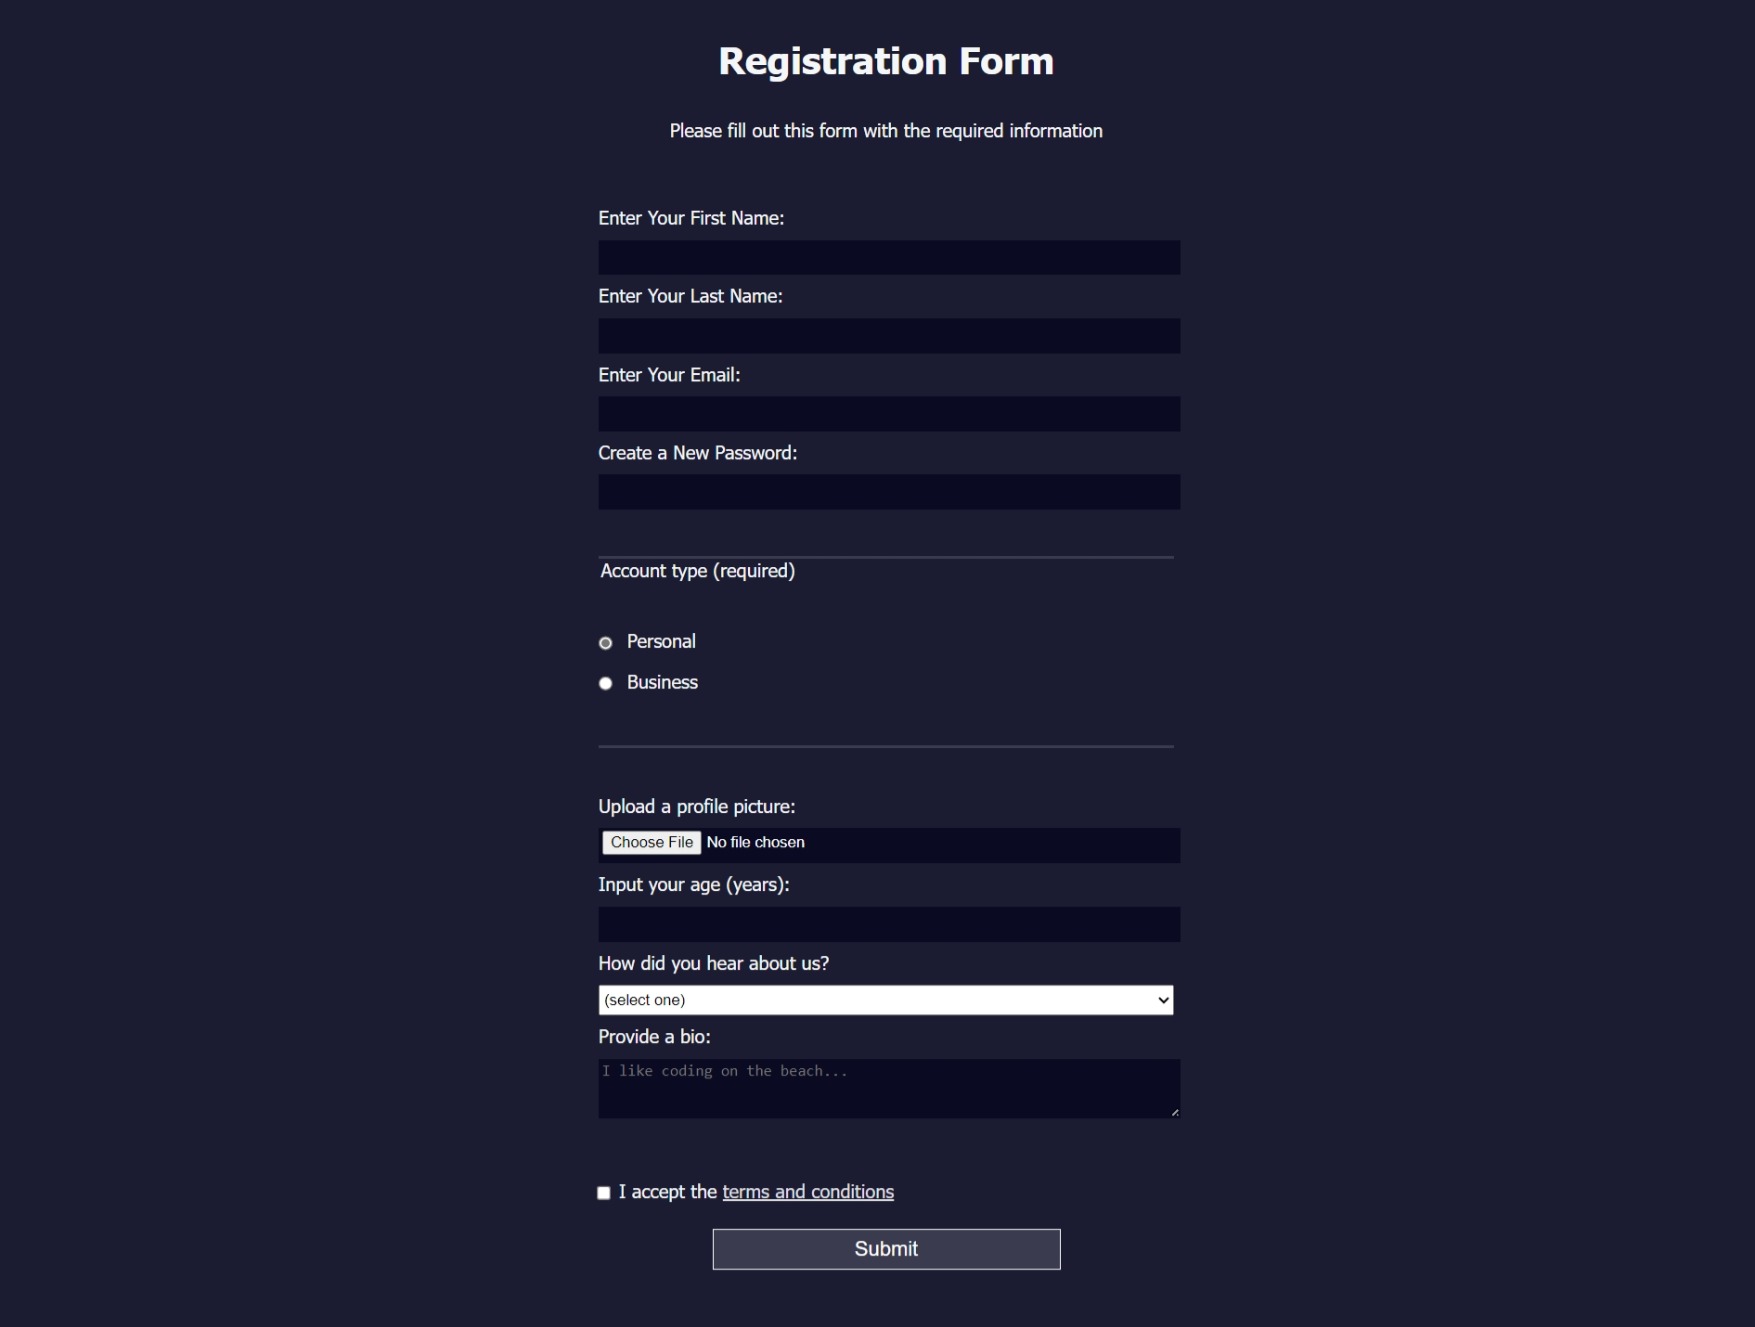 Registration Form
Please fill out this form with the required information
Enter Your First Name:
Enter Your Last Name:
Enter Your Email:
Create a New Password:
Account type (required)
Personal
Business
Upload a profile picture:
Choose File No file chosen
Input your age (years):
How did you hear about us?
(select one)
Provide a bio:
I like coding on the beach...
I accept the terms and conditions
Submit